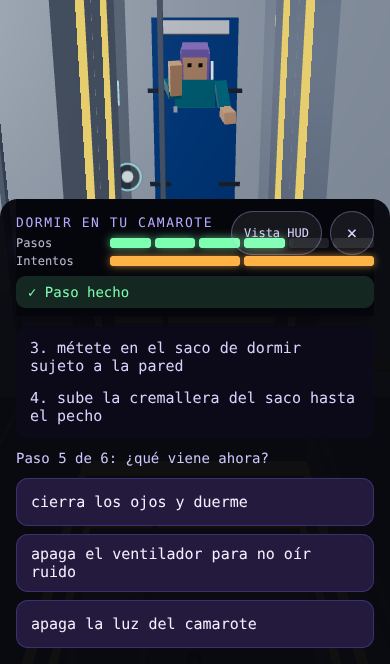 DORMIR EN TU CAMAROTE
Vista HUD
×
Pasos
Intentos
✓ Paso hecho
3. métete en el saco de dormir
sujeto a la pared
4. sube la cremallera del saco hasta
el pecho
Paso 5 de 6: ¿qué viene ahora?
cierra los ojos y duerme
apaga el ventilador para no oír
ruido
apaga la luz del camarote